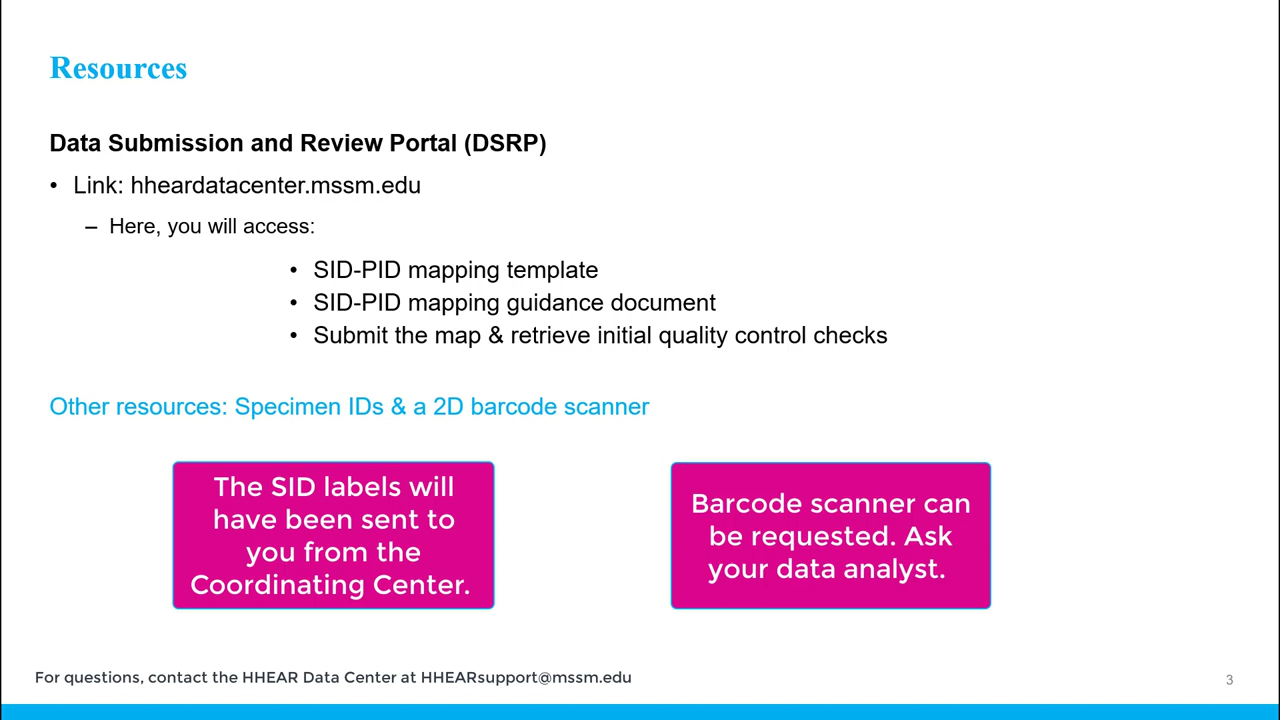 Resources
Data Submission and Review Portal (DSRP)
• Link: hheardatacenter.mssm.edu
– Here, you will access:
• SID-PID mapping template
• SID-PID mapping guidance document
• Submit the map & retrieve initial quality control checks
Other resources: Specimen IDs & a 2D barcode scanner
The SID labels will
have been sent to
you from the
Coordinating Center.
Barcode scanner can
be requested. Ask
your data analyst.
For questions, contact the HHEAR Data Center at HHEARsupport@mssm.edu
3